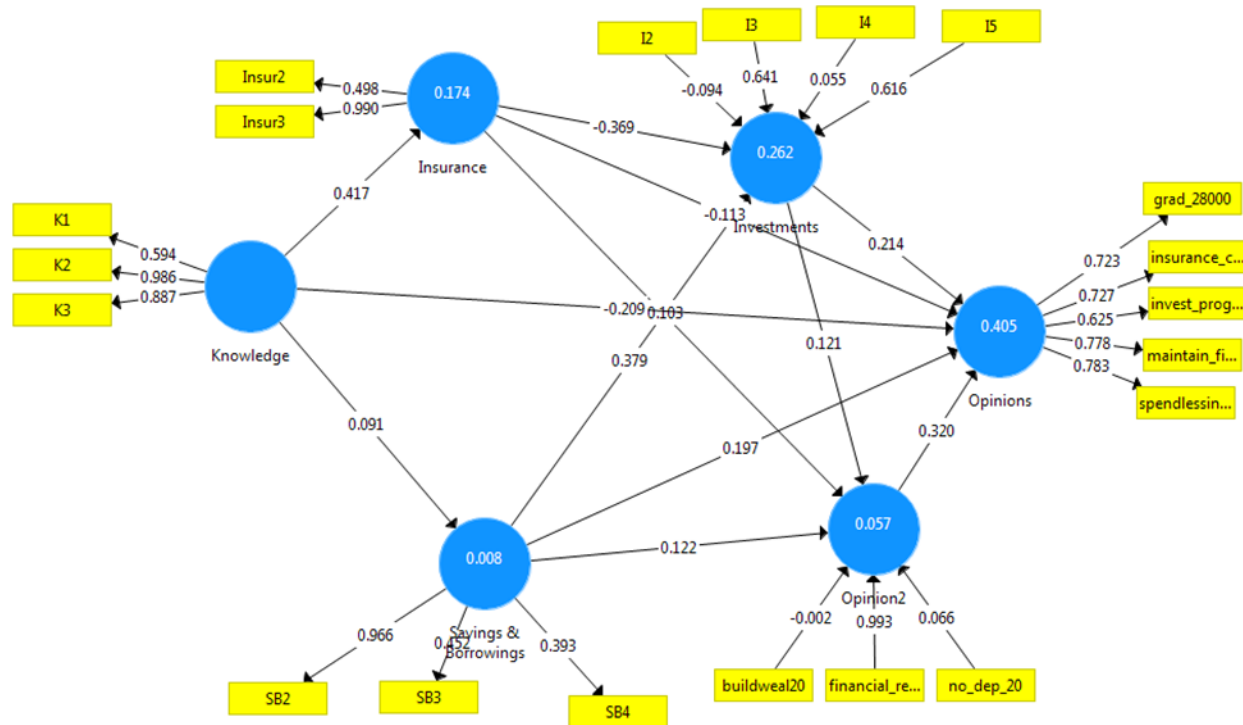 I2
I3
I4
I5
-0.094
0.641
0.055
0.616
Insur2
Insur3
0.498
0.990
0.174
Insurance
-0.369
0.262
Investments
-0.113
0.417
K1
K2
K3
0.594
0.986
0.887
Knowledge
-0.209
0.103
0.379
0.214
0.121
grad_28000
insurance_c...
invest_prog...
maintain_fi...
spendlessin...
0.723
0.727
0.625
0.778
0.783
0.405
Opinions
0.091
0.197
0.320
0.122
0.008
Savings &
Borrowings
0.966
0.452
0.393
SB2
SB3
SB4
0.057
Opinion2
-0.002
0.993
0.066
buildweal20
financial_re...
no_dep_20